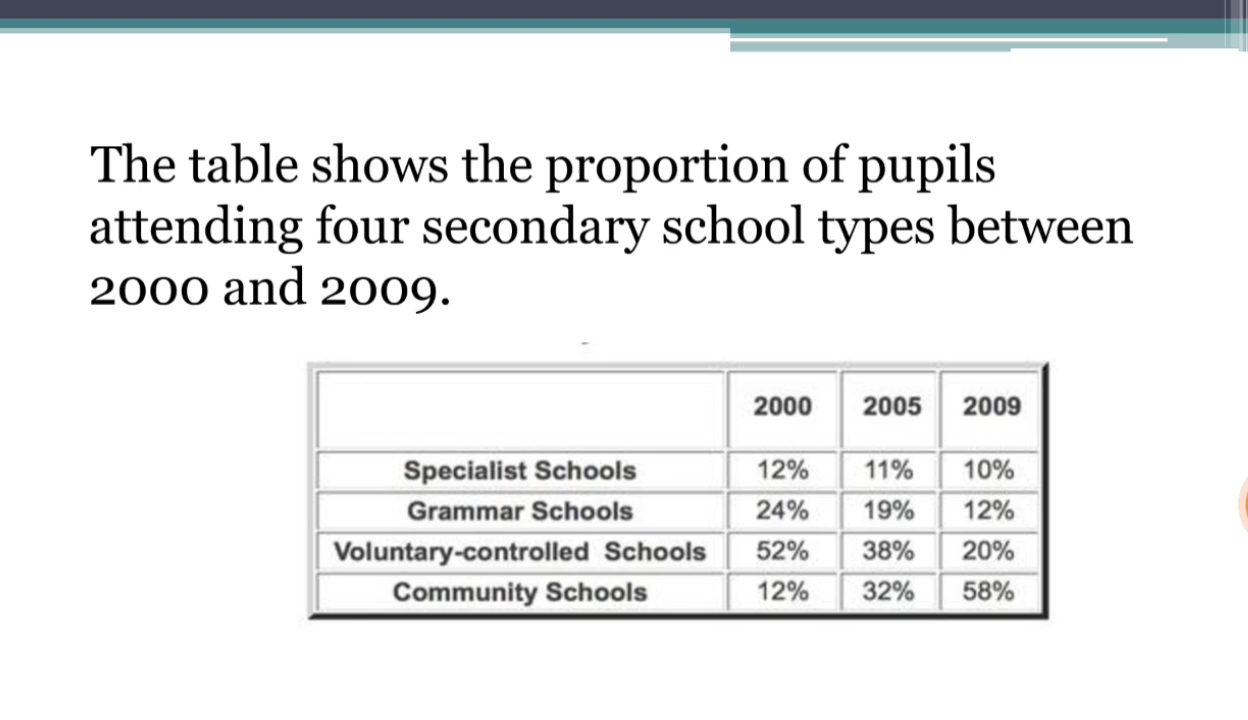 The table shows the proportion of pupils
attending four secondary school types between
2000 and 2009.
2000 2005 2009
Specialist Schools 12% 11% 10%
Grammar Schools 24% 19% 12%
Voluntary-controlled Schools 52% 38% 20%
Community Schools 12% 32% 58%